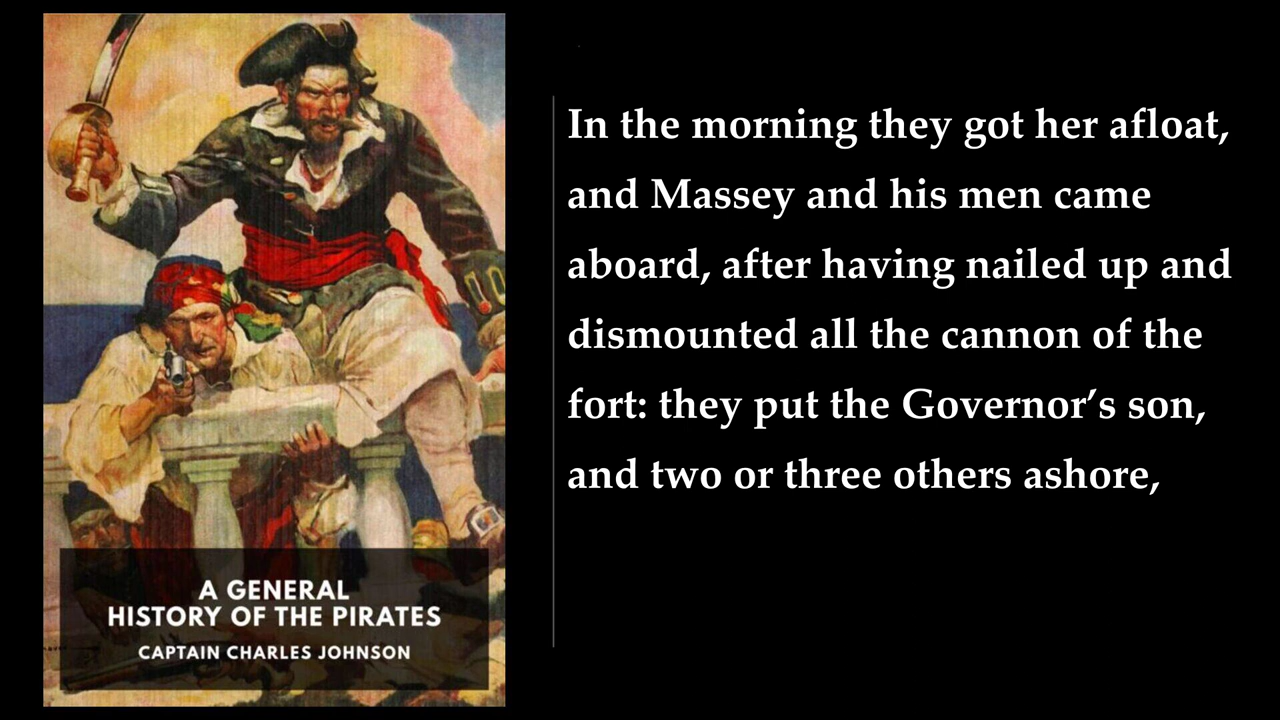 A GENERAL
HISTORY OF THE PIRATES
CAPTAIN CHARLES JOHNSON
In the morning they got her afloat,
and Massey and his men came
aboard, after having nailed up and
dismounted all the cannon of the
fort: they put the Governor’s son,
and two or three others ashore,